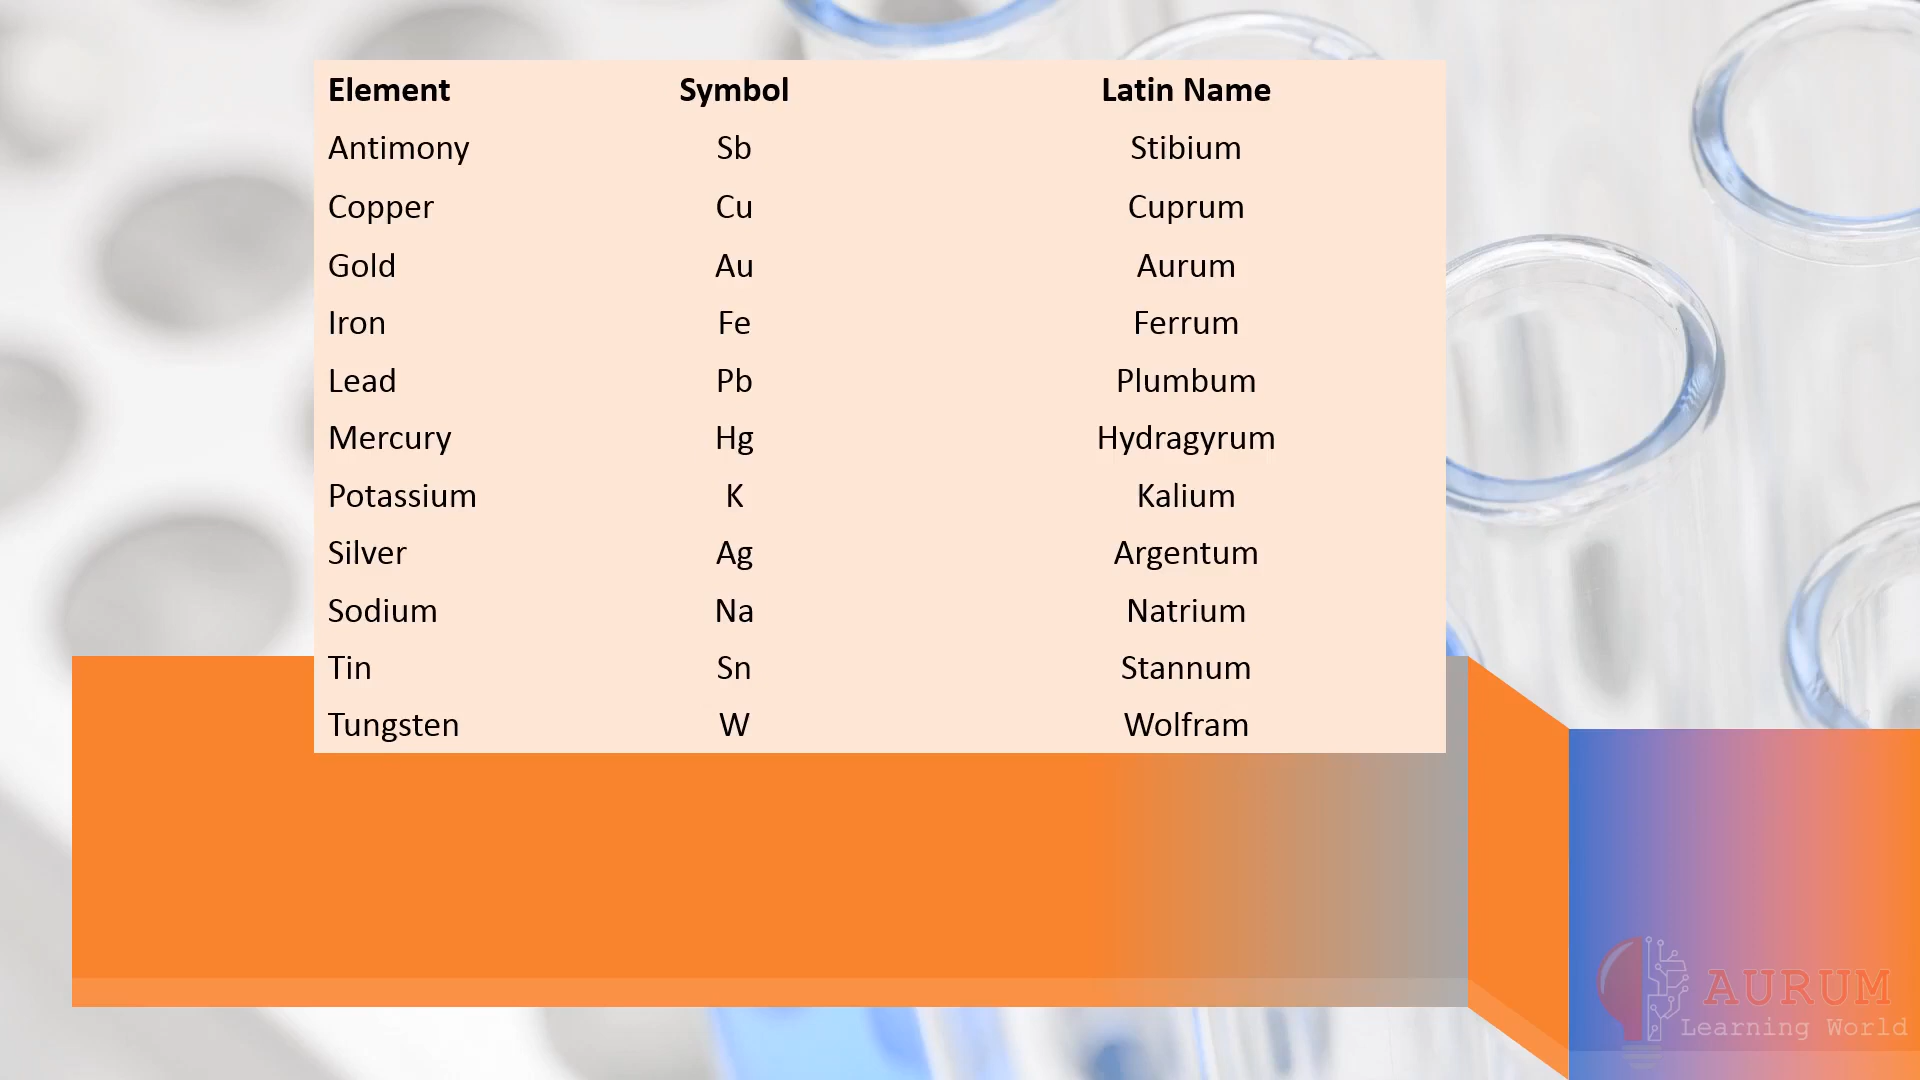 Element Symbol Latin Name
Antimony Sb Stibium
Copper Cu Cuprum
Gold Au Aurum
Iron Fe Ferrum
Lead Pb Plumbum
Mercury Hg Hydragyrum
Potassium K Kalium
Silver Ag Argentum
Sodium Na Natrium
Tin Sn Stannum
Tungsten W Wolfram
AURUM
Learning World